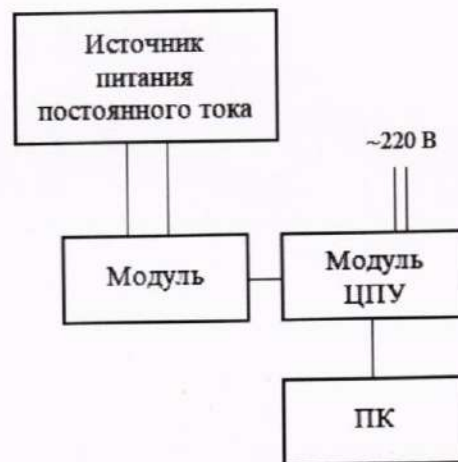 Источник
питания
постоянного тока
~220 В
Модуль
Модуль
ЦПУ
ПК